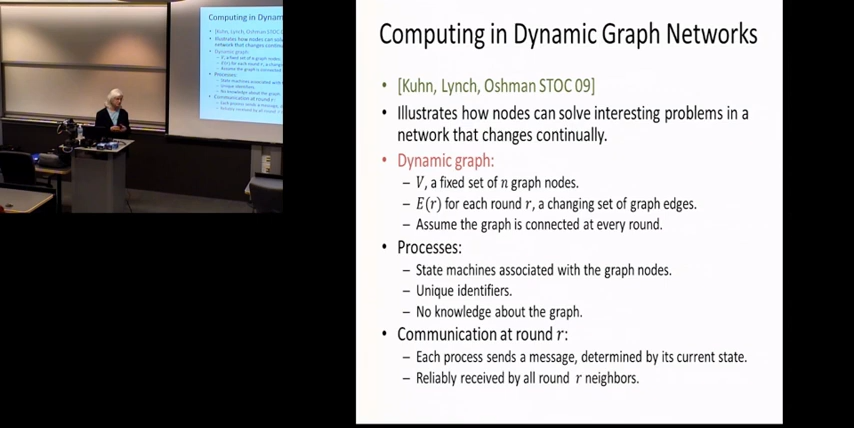 Computing in Dynamic Graph Networks
• [Kuhn, Lynch, Oshman STOC 09]
• Illustrates how nodes can solve interesting problems in a
network that changes continually.
• Dynamic graph:
– V, a fixed set of n graph nodes.
– E(r) for each round r, a changing set of graph edges.
– Assume the graph is connected at every round.
• Processes:
– State machines associated with the graph nodes.
– Unique identifiers.
– No knowledge about the graph.
• Communication at round r:
– Each process sends a message, determined by its current state.
– Reliably received by all round r neighbors.